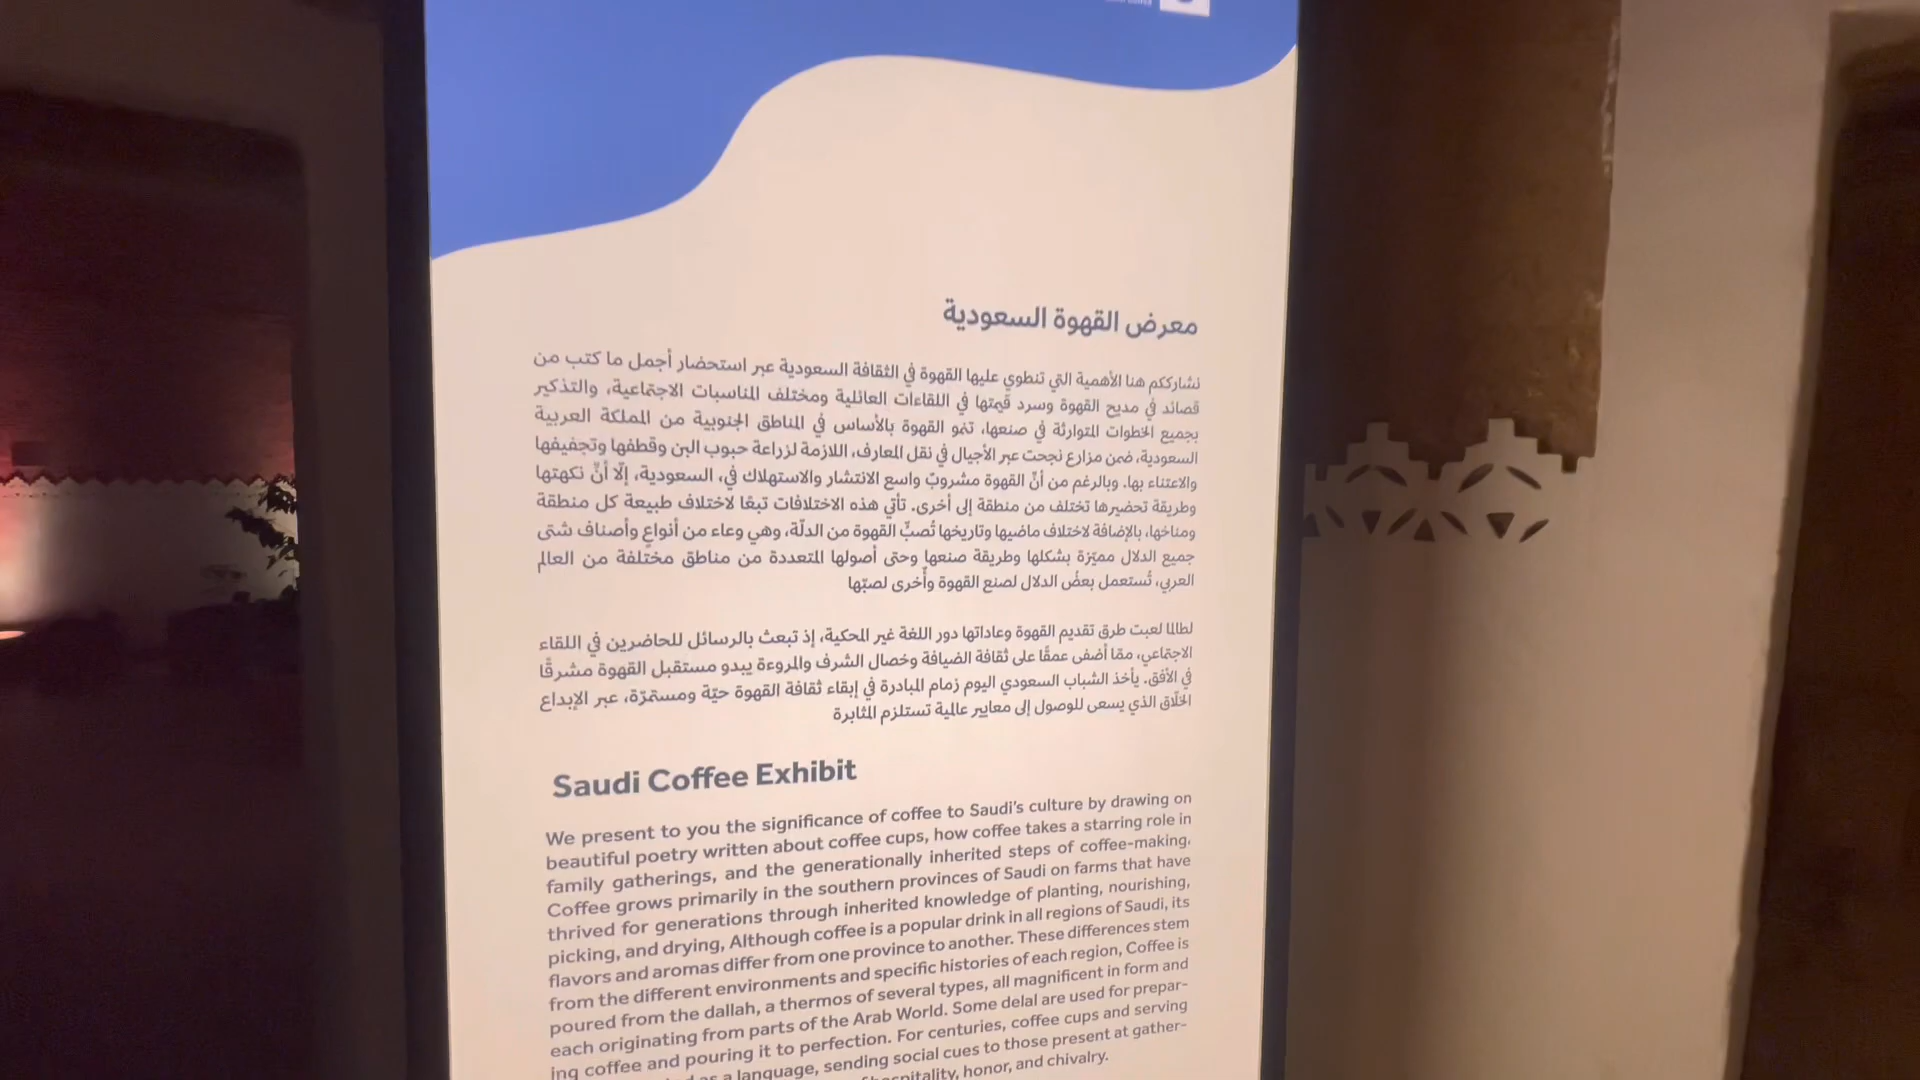 معرض القهوة السعودية
نشارككم هنا الأهمية التي تنطوي عليها القهوة في الثقافة السعودية عبر استحضار أجمل ما كتب من
قصائد في مديح القهوة وسرد قيمتها في اللقاءات العائلية ومختلف المناسبات الاجتماعية، والتذكير
بجميع الخطوات المتوارثة في صنعها، تنمو القهوة بالأساس في المناطق الجنوبية من المملكة العربية
السعودية، ضمن مزارع نجحت عبر الأجيال في نقل المعارف، اللازمة لزراعة حبوب البن وقطفها وتجفيفها
والاعتناء بها. وبالرغم من أنّ القهوة مشروبٌ واسع الانتشار والاستهلاك في، السعودية، إلّا أنّ نكهتها
وطريقة تحضيرها تختلف من منطقة إلى أخرى. تأتي هذه الاختلافات تبعًا لاختلاف طبيعة كل منطقة
ومناخها، بالإضافة لاختلاف ماضيها وتاريخها تُصبِّ القهوة من الدلّة، وهي وعاء من أنواعٍ وأصناف شتى
جميع الدلال مميّزة بشكلها وطريقة صنعها وحتى أصولها المتعددة من مناطق مختلفة من العالم
العربي، تُستعمل بعضُ الدلال لصنع القهوة وأُخرى لصبّها
لطالما لعبت طرق تقديم القهوة وعاداتها دور اللغة غير المحكية، إذ تبعث بالرسائل للحاضرين في اللقاء
الاجتماعي، ممّا أضفى عمقًا على ثقافة الضيافة وخصال الشرف والمروءة يبدو مستقبل القهوة مشرقًا
في الأفق. يأخذ الشباب السعودي اليوم زمام المبادرة في إبقاء ثقافة القهوة حيّة ومستمرّة، عبر الإبداع
الخلّاق الذي يسعى للوصول إلى معايير عالمية تستلزم المثابرة
Saudi Coffee Exhibit
We present to you the significance of coffee to Saudi's culture by drawing on
beautiful poetry written about coffee cups, how coffee takes a starring role in
family gatherings, and the generationally inherited steps of coffee-making.
Coffee grows primarily in the southern provinces of Saudi on farms that have
thrived for generations through inherited knowledge of planting, nourishing,
picking, and drying, Although coffee is a popular drink in all regions of Saudi, its
flavors and aromas differ from one province to another. These differences stem
from the different environments and specific histories of each region, Coffee is
poured from the dallah, a thermos of several types, all magnificent in form and
each originating from parts of the Arab World. Some delal are used for prepar-
ing coffee and pouring it to perfection. For centuries, coffee cups and serving
as a language, sending social cues to those present at gather-
hospitality, honor, and chivalry.